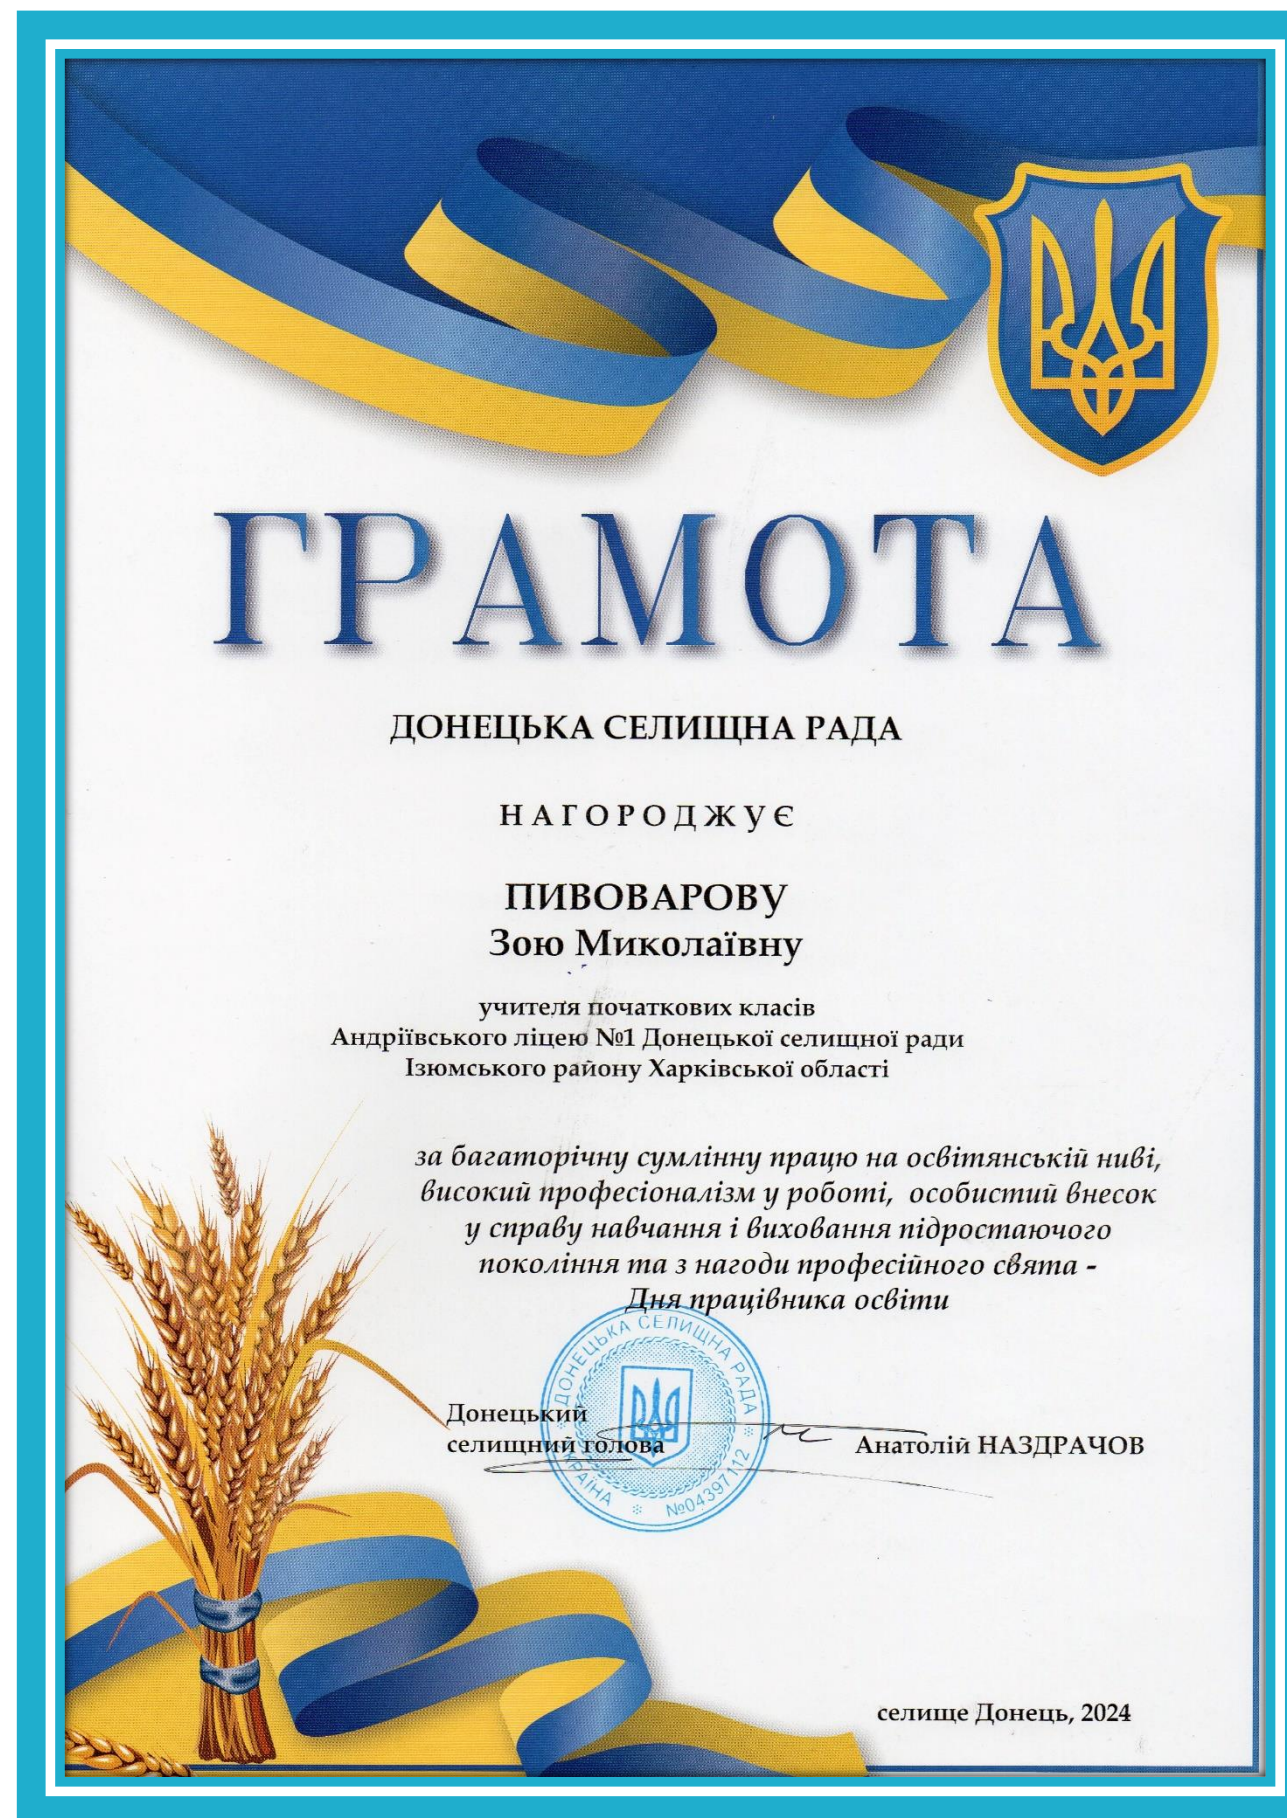 ГРАМОТА
ДОНЕЦЬКА СЕЛИЩНА РАДА
НАГОРОДЖУЄ
ПИВОВАРОВУ
Зою Миколаївну
учителя початкових класів
Андріївського ліцею №1 Донецької селищної ради
Ізюмського району Харківської області
за багаторічну сумлінну працю на освітянській ниві,
високий професіоналізм у роботі, особистий внесок
у справу навчання і виховання підростаючого
покоління та з нагоди професійного свята -
Дня працівника освіти
ДОНЕЦЬКА СЕЛИЩНА РАДА
УКРАЇНА
№04397112
Донецький
селищний голова
Анатолій НАЗДРАЧОВ
селище Донець, 2024